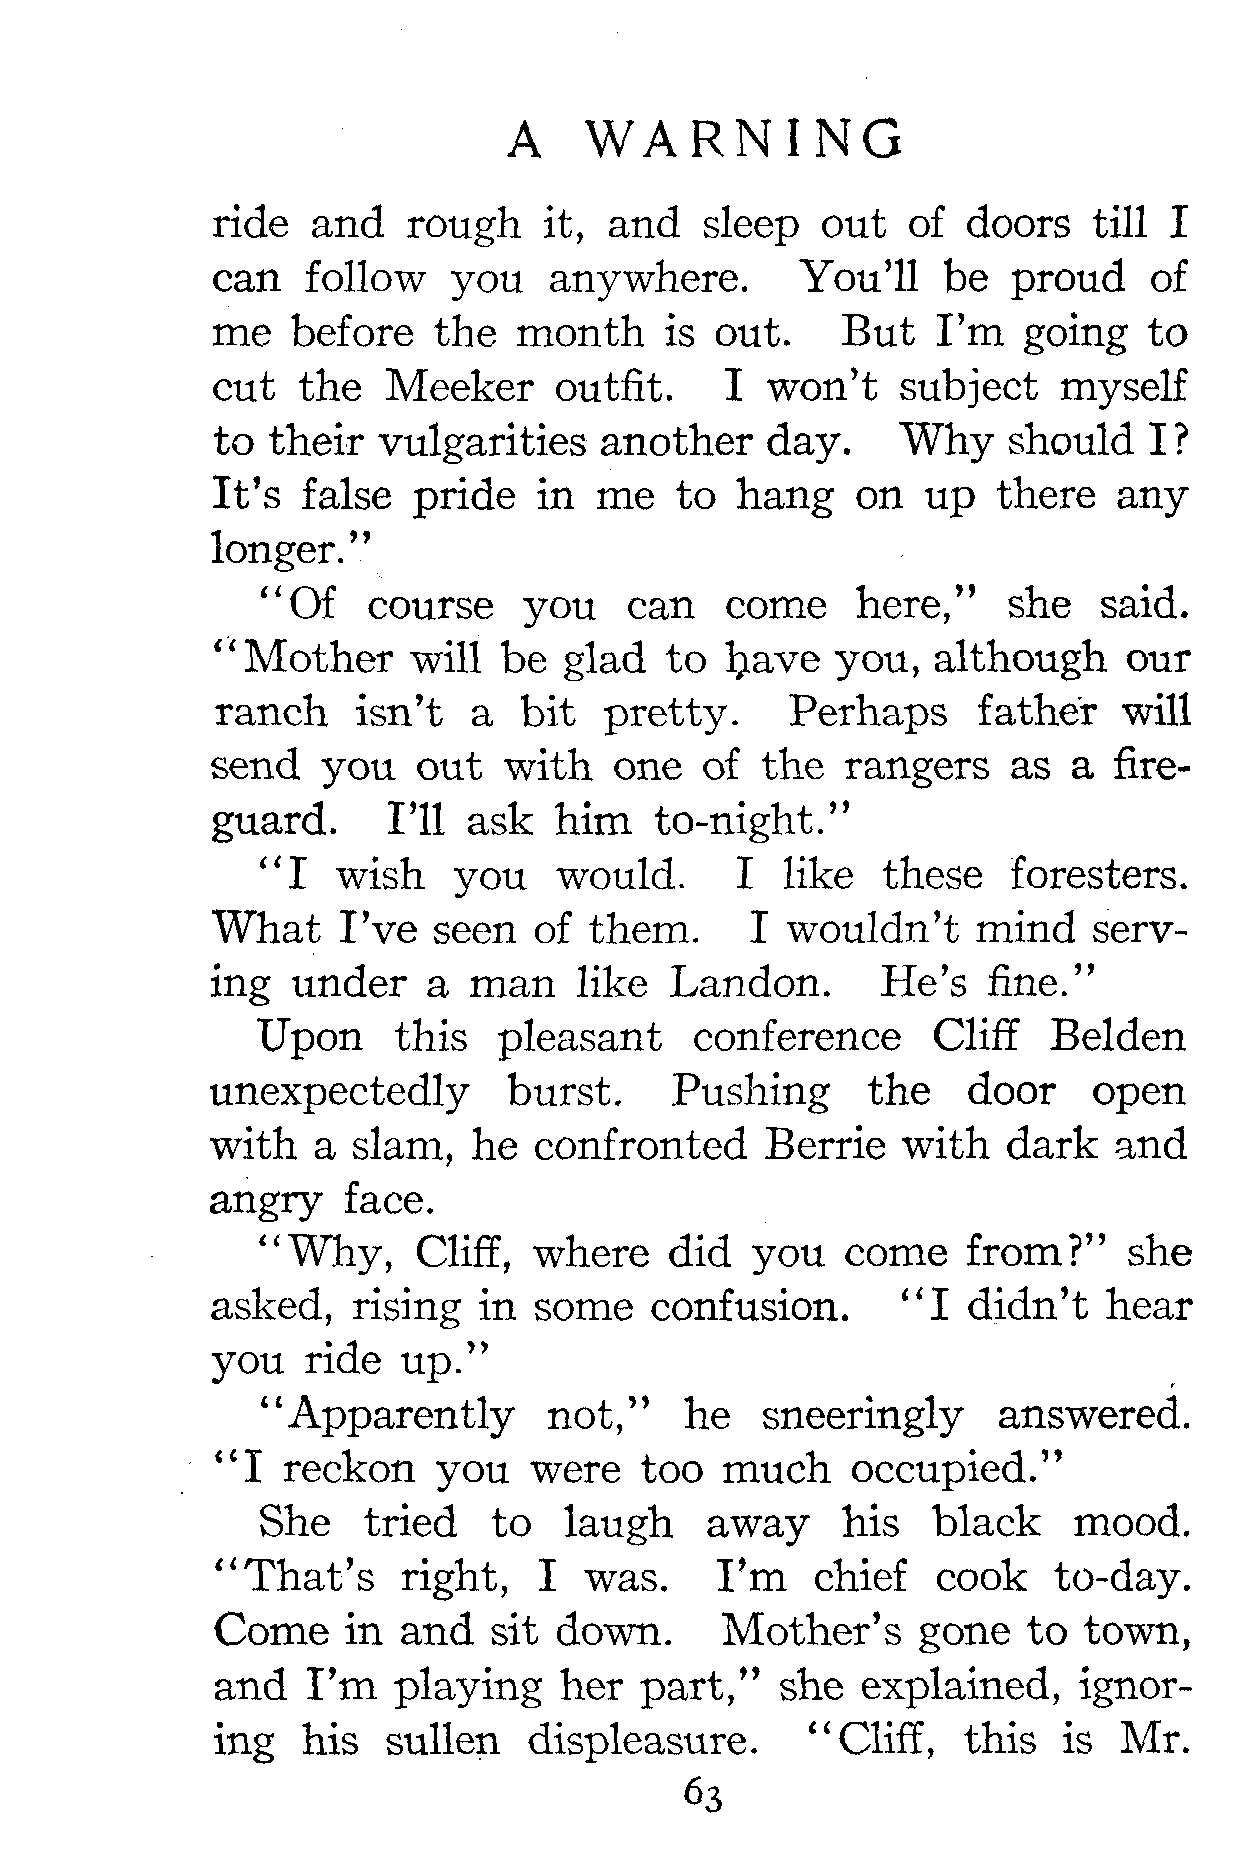 A WARNING
ride and rough it, and sleep out of doors till I
can follow you anywhere. You'll be proud of
me before the month is out. But I'm going to
cut the Meeker outfit. I won't subject myself
to their vulgarities another day. Why should I?
It's false pride in me to hang on up there any
longer."
"Of course you can come here," she said.
"Mother will be glad to have you, although our
ranch isn't a bit pretty. Perhaps father will
send you out with one of the rangers as a fire-
guard. I'll ask him to-night."
"I wish you would. I like these foresters.
What I've seen of them. I wouldn't mind serv-
ing under a man like Landon. He's fine."
Upon this pleasant conference Cliff Belden
unexpectedly burst. Pushing the door open
with a slam, he confronted Berrie with dark and
angry face.
"Why, Cliff, where did you come from?" she
asked, rising in some confusion. "I didn't hear
you ride up."
"Apparently not," he sneeringly answered.
"I reckon you were too much occupied."
She tried to laugh away his black mood.
"That's right, I was. I'm chief cook to-day.
Come in and sit down. Mother's gone to town,
and I'm playing her part," she explained, ignor-
ing his sullen displeasure. "Cliff, this is Mr.
63